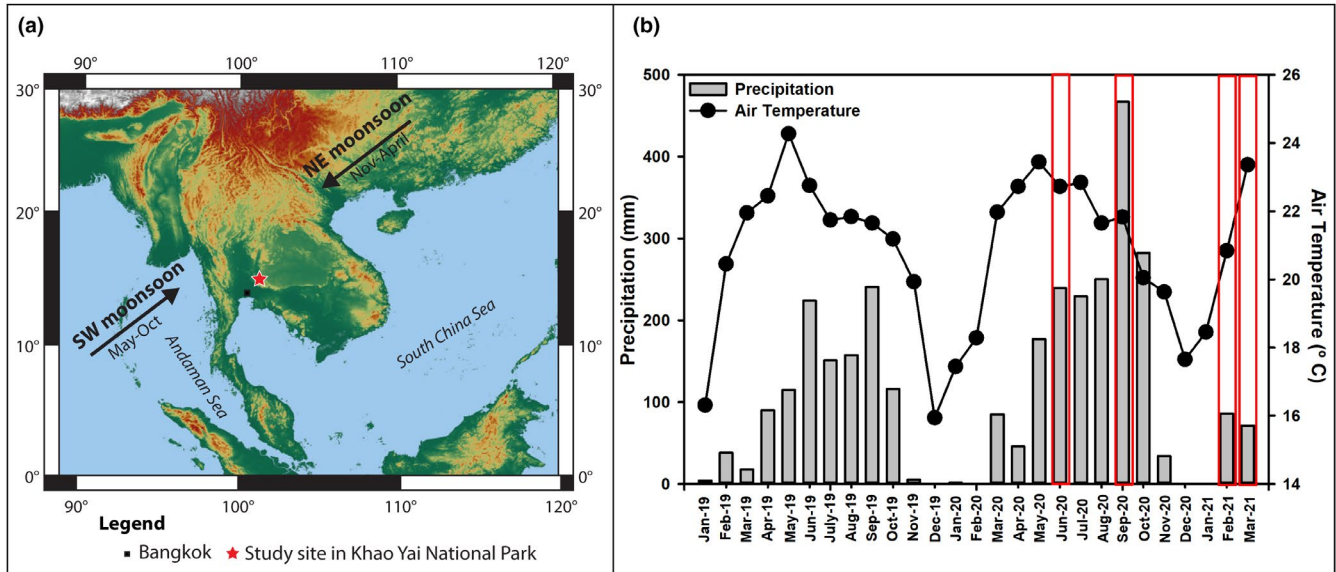 (a)
90°
100°
110°
120°
30°
30°
20°
20°
10°
10°
0°
0°
90°
100°
110°
120°
NE moonsoon
Nov-April
SW moonsoon
May-Oct
Andaman Sea
South China Sea
Legend
Bangkok
Study site in Khao Yai National Park
(b)
Precipitation
Air Temperature
500
400
300
200
100
0
Precipitation (mm)
26
24
22
20
18
16
14
Air Temperature (º C)
Jan-19
Feb-19
Mar-19
Apr-19
May-19
Jun-19
July-19
Aug-19
Sep-19
Oct-19
Nov-19
Dec-19
Jan-20
Feb-20
Mar-20
Apr-20
May-20
Jun-20
Jul-20
Aug-20
Sep-20
Oct-20
Nov-20
Dec-20
Jan-21
Feb-21
Mar-21